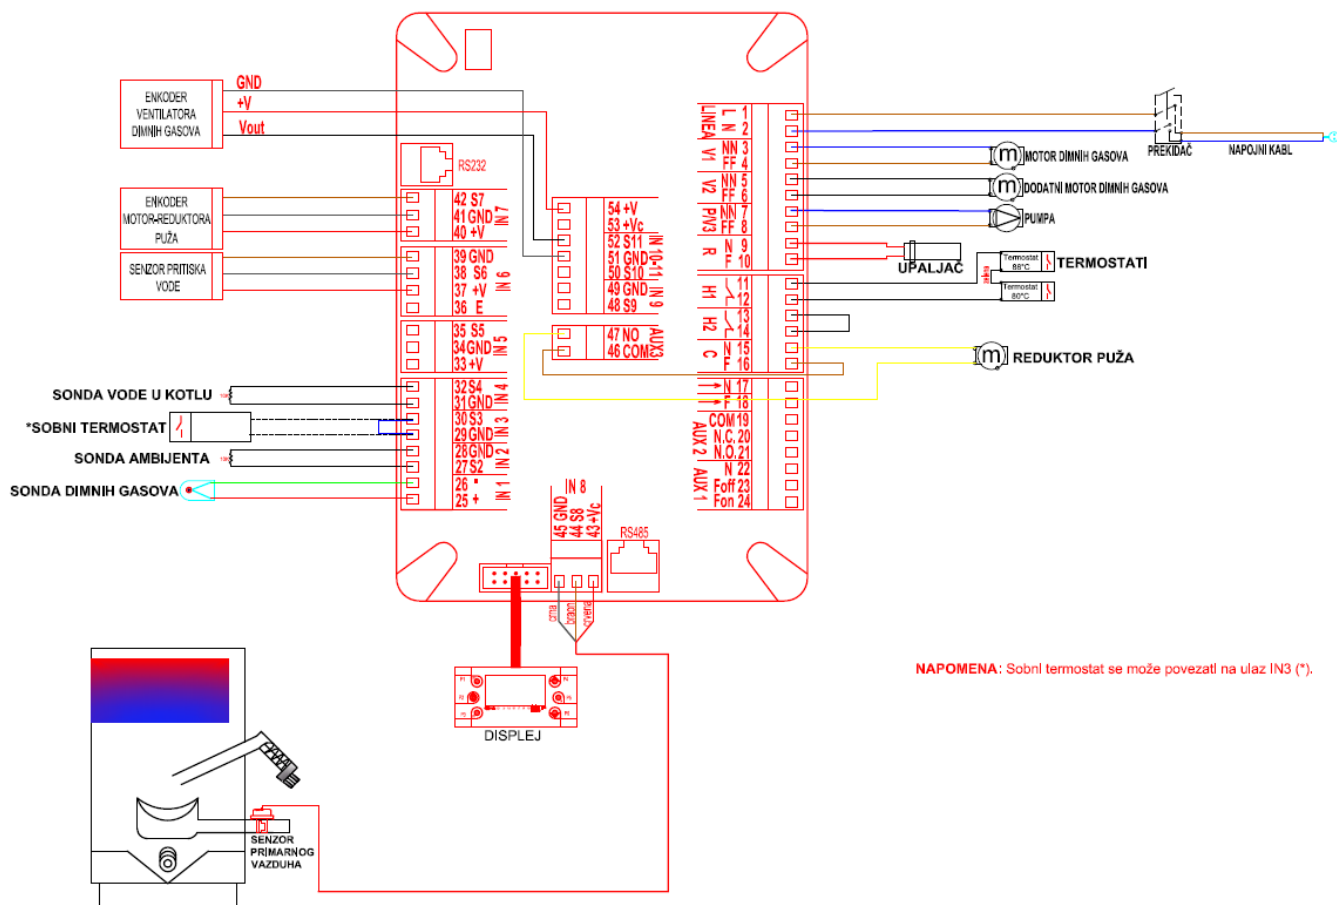 ENKODER
VENTILATORA
DIMNIH GASOVA
GND
+V
Vout
RS232
ENKODER
MOTOR-REDUKTORA
PUŽA
SENZOR PRITISKA
VODE
42 S7
41 GND
40 +V
IN 7
39 GND
38 S6
37 +V
36 E
IN 6
35 S5
34 GND
33 +V
IN 5
32 S4
31 GND
IN 4
30 S3
29 GND
IN 3
28 GND
27 S2
IN 2
26 -
25 +
IN 1
SONDA VODE U KOTLU
*SOBNI TERMOSTAT
SONDA AMBIJENTA
SONDA DIMNIH GASOVA
54 +V
53 +Vc
52 S11
51 GND
50 S10
49 GND
48 S9
IN 10-11
IN 9
47 NO
46 COM
AUX3
LINEA
L 1
N 2
V1
NN 3
FF 4
V2
NN 5
FF 6
P/V3
NN 7
FF 8
R
N 9
F 10
H1
11
12
H2
13
14
C
N 15
F 16
N 17
F 18
AUX 2
COM 19
N.C. 20
N.O. 21
AUX 1
N 22
Foff 23
Fon 24
PREKIDAČ
NAPOJNI KABL
MOTOR DIMNIH GASOVA
m
DODATNI MOTOR DIMNIH GASOVA
m
PUMPA
UPALJAČ
Termostat
88°C
Termostat
80°C
TERMOSTATI
m
REDUKTOR PUŽA
IN 8
45 GND
44 S8
43 +Vc
RS485
crna
braon
crvena
DISPLEJ
NAPOMENA: Sobni termostat se može povezati na ulaz IN3 (*).
SENZOR
PRIMARNOG
VAZDUHA